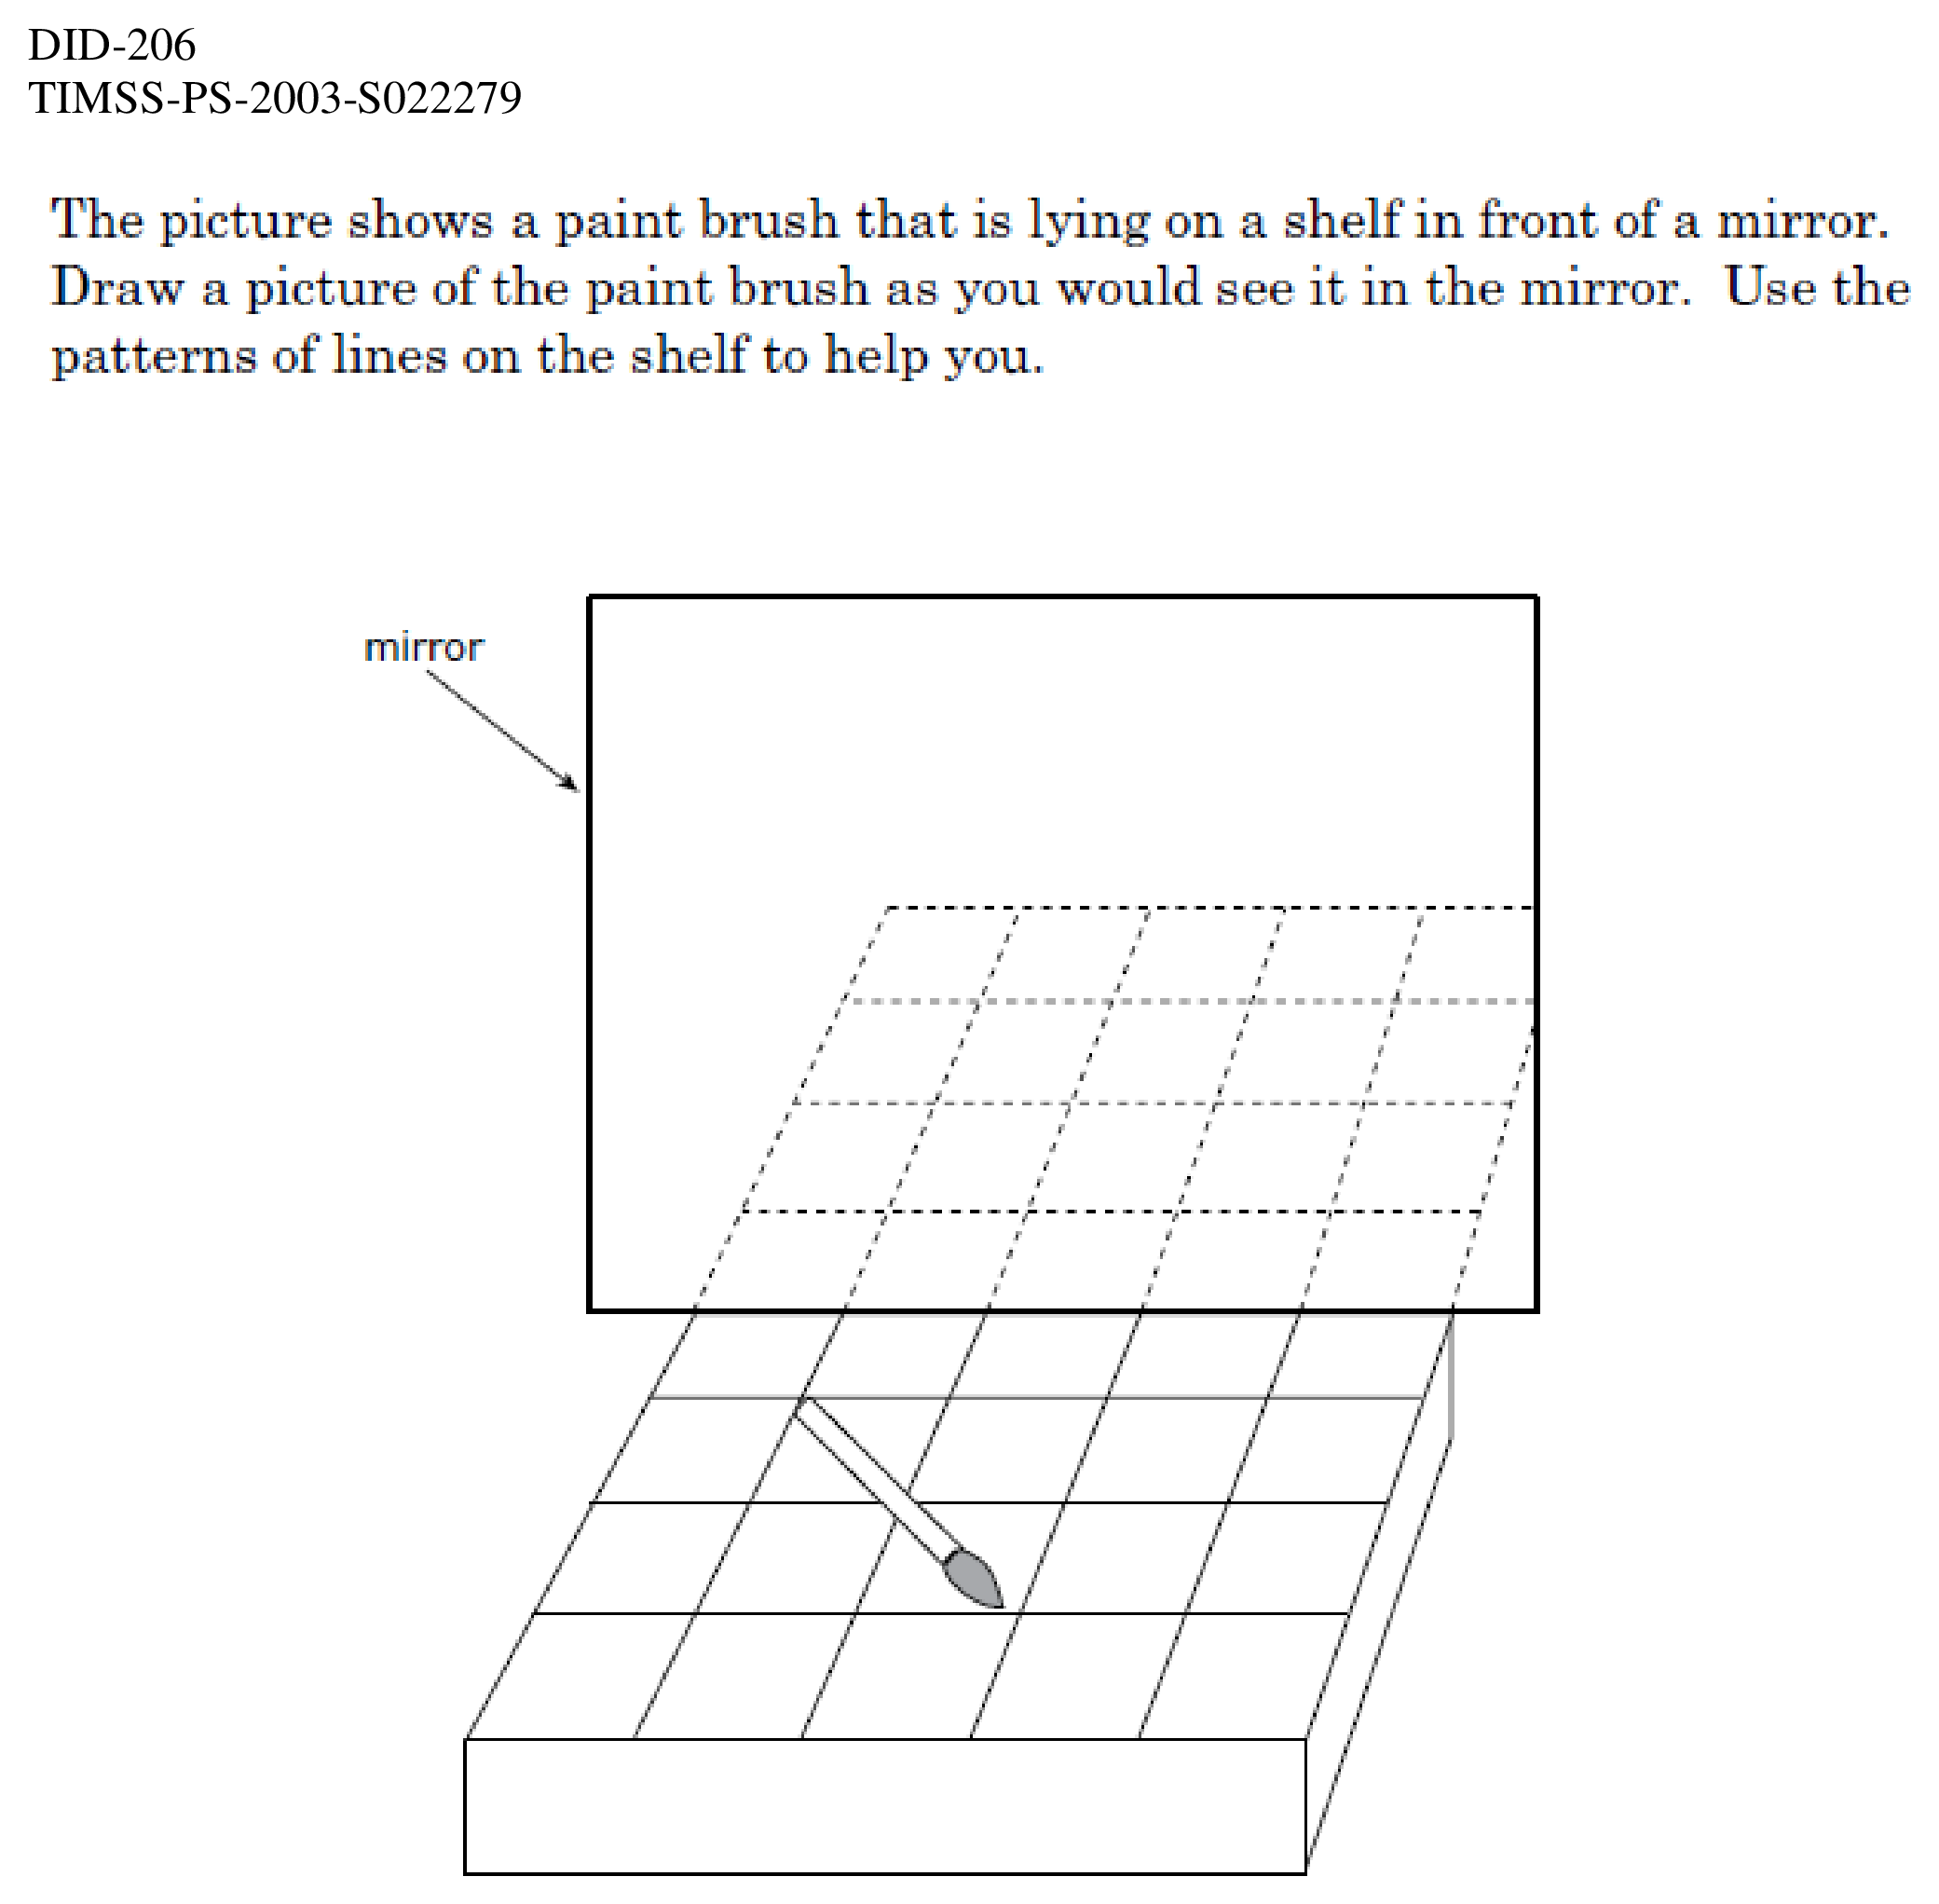 DID-206
TIMSS-PS-2003-S022279
The picture shows a paint brush that is lying on a shelf in front of a mirror.
Draw a picture of the paint brush as you would see it in the mirror. Use the
patterns of lines on the shelf to help you.
mirror